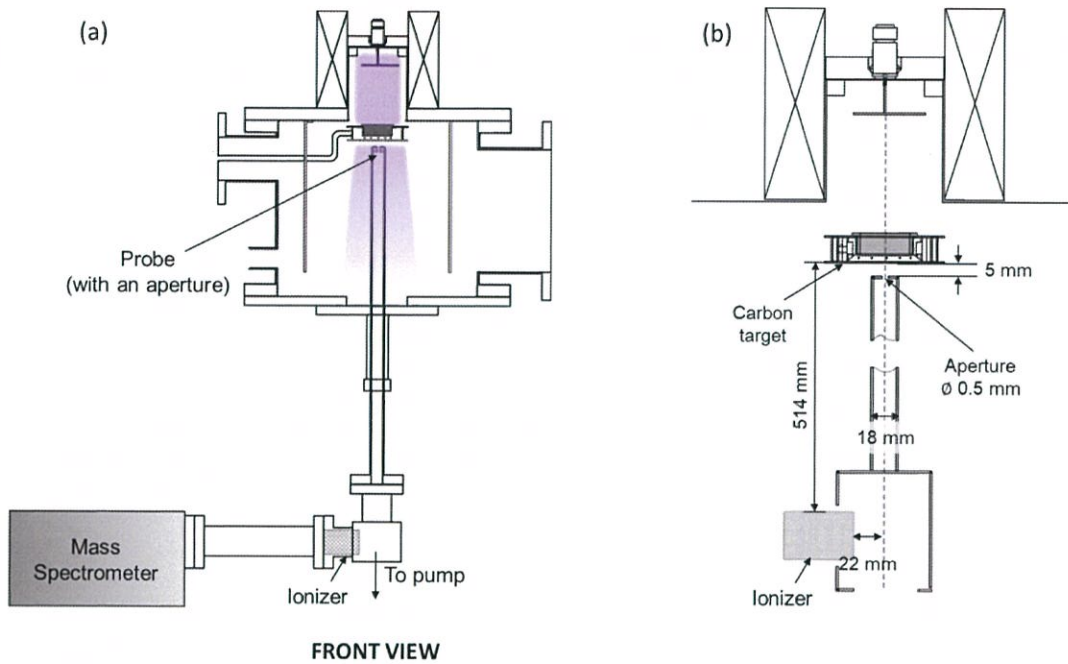 (a)
Probe
(with an aperture)
Mass
Spectrometer
Ionizer
To pump
FRONT VIEW
(b)
5 mm
Carbon
target
514 mm
Aperture
Ø 0.5 mm
18 mm
22 mm
Ionizer